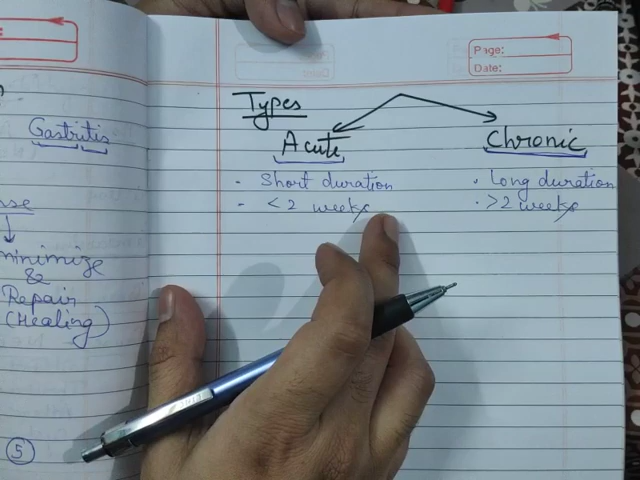 Gastritis
minimize
&
Repair
(Healing)
5
Page:
Date:
Types
Acute
Chronic
- Short duration
- < 2 weeks
. Long duration
. > 2 weeks